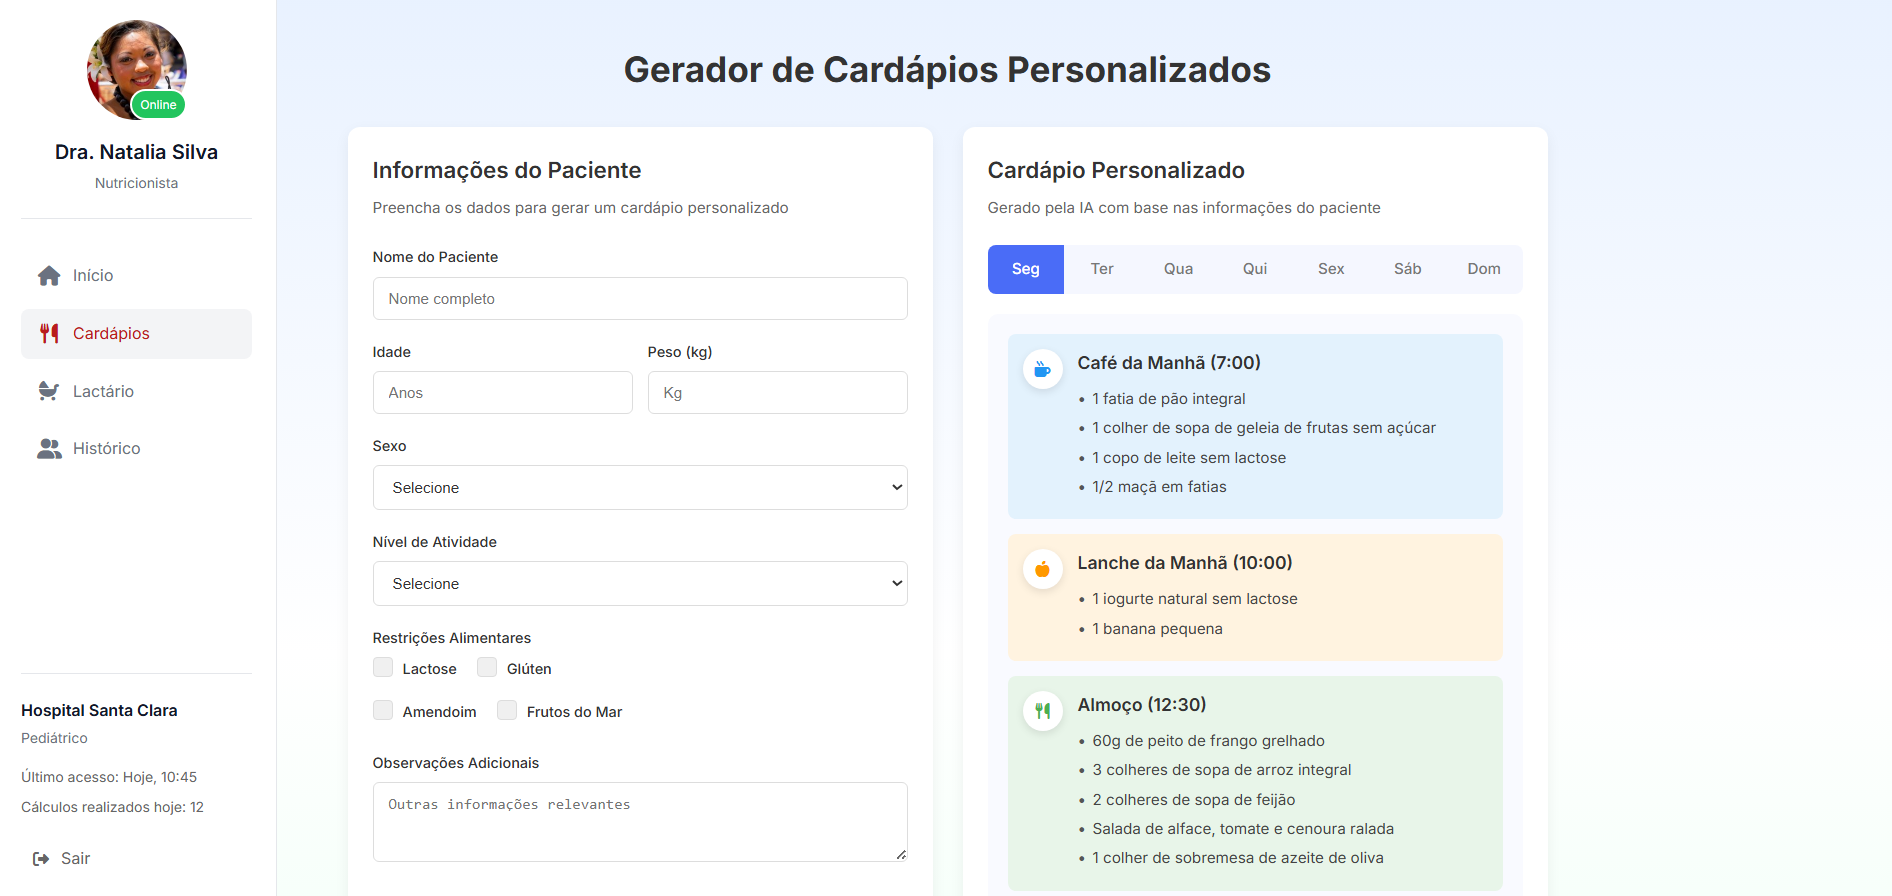 Online
Dra. Natalia Silva
Nutricionista
Início
Cardápios
Lactário
Histórico
Hospital Santa Clara
Pediátrico
Último acesso: Hoje, 10:45
Cálculos realizados hoje: 12
Sair
Gerador de Cardápios Personalizados
Informações do Paciente
Preencha os dados para gerar um cardápio personalizado
Nome do Paciente
Nome completo
Idade
Peso (kg)
Anos
Kg
Sexo
Selecione
Nível de Atividade
Selecione
Restrições Alimentares
Lactose
Glúten
Amendoim
Frutos do Mar
Observações Adicionais
Outras informações relevantes
Cardápio Personalizado
Gerado pela IA com base nas informações do paciente
Seg Ter Qua Qui Sex Sáb Dom
Café da Manhã (7:00)
• 1 fatia de pão integral
• 1 colher de sopa de geleia de frutas sem açúcar
• 1 copo de leite sem lactose
• 1/2 maçã em fatias
Lanche da Manhã (10:00)
• 1 iogurte natural sem lactose
• 1 banana pequena
Almoço (12:30)
• 60g de peito de frango grelhado
• 3 colheres de sopa de arroz integral
• 2 colheres de sopa de feijão
• Salada de alface, tomate e cenoura ralada
• 1 colher de sobremesa de azeite de oliva